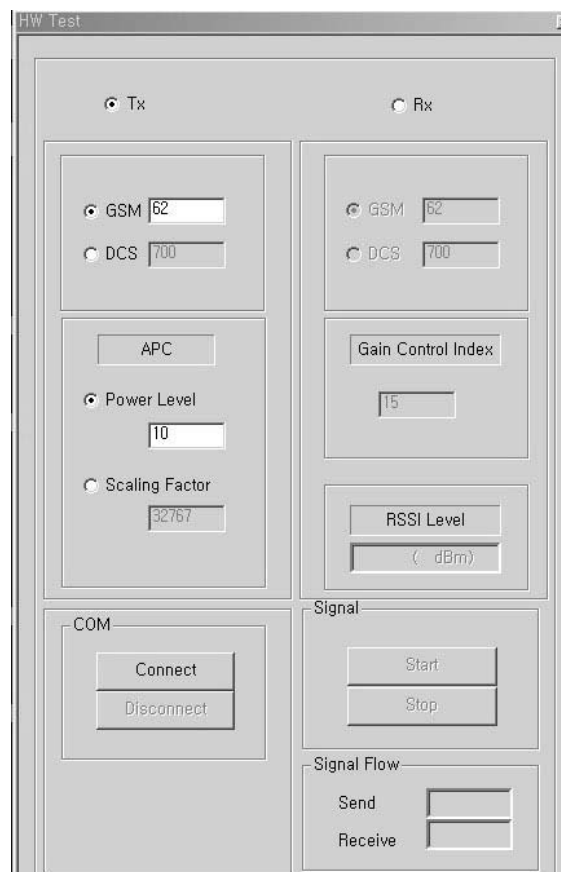 HW Test
Tx
Rx
GSM 62
DCS 700
GSM 62
DCS 700
APC
Power Level
10
Scaling Factor
32767
Gain Control Index
15
RSSI Level
( dBm)
COM
Connect
Disconnect
Signal
Start
Stop
Signal Flow
Send
Receive